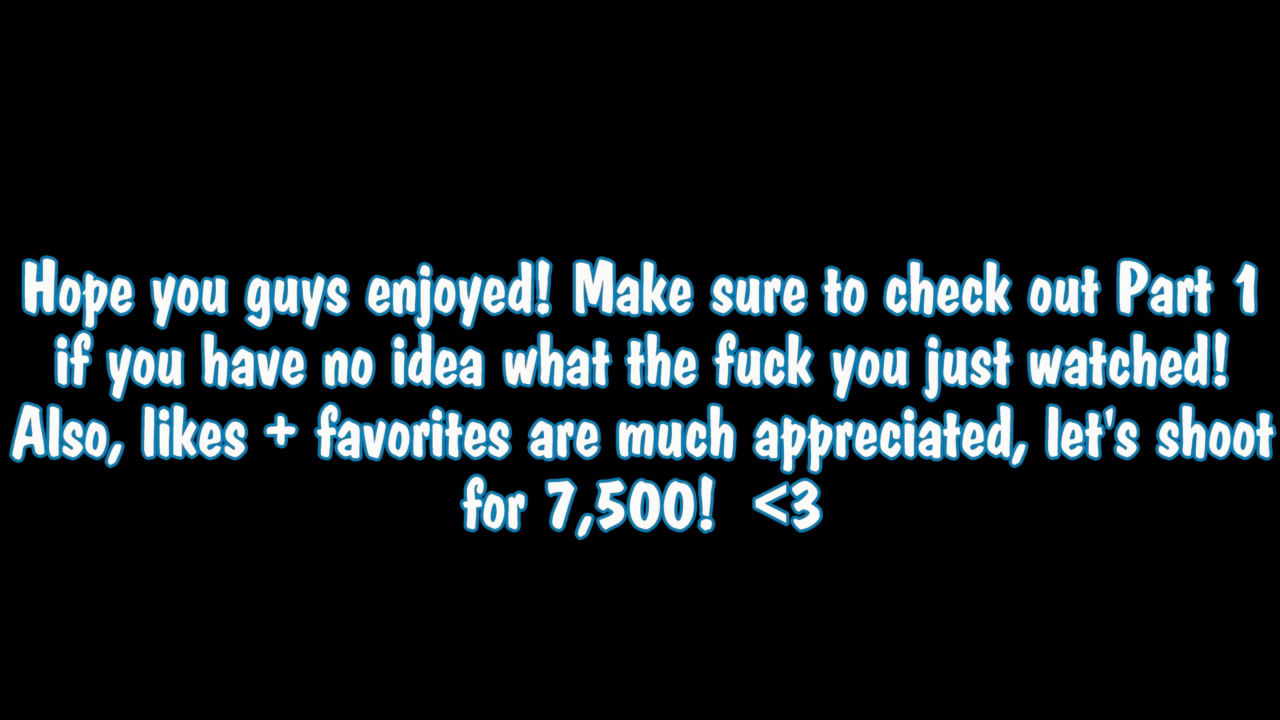 Hope you guys enjoyed! Make sure to check out Part 1
if you have no idea what the fuck you just watched!
Also, likes + favorites are much appreciated, let's shoot
for 7,500!  <3